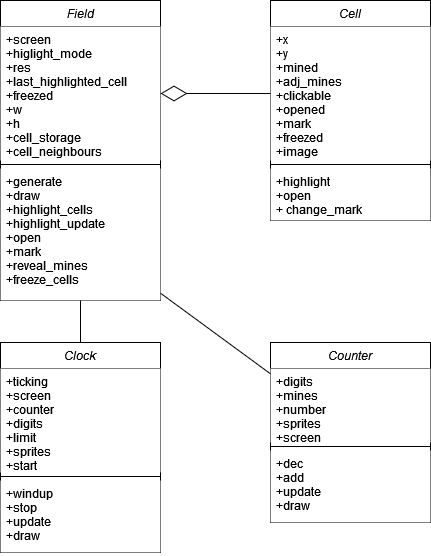 Field
+screen
+higlight_mode
+res
+last_highlighted_cell
+freezed
+w
+h
+cell_storage
+cell_neighbours
+generate
+draw
+highlight_cells
+highlight_update
+open
+mark
+reveal_mines
+freeze_cells
Cell
+x
+y
+mined
+adj_mines
+clickable
+opened
+mark
+freezed
+image
+highlight
+open
+ change_mark
Clock
+ticking
+screen
+counter
+digits
+limit
+sprites
+start
+windup
+stop
+update
+draw
Counter
+digits
+mines
+number
+sprites
+screen
+dec
+add
+update
+draw